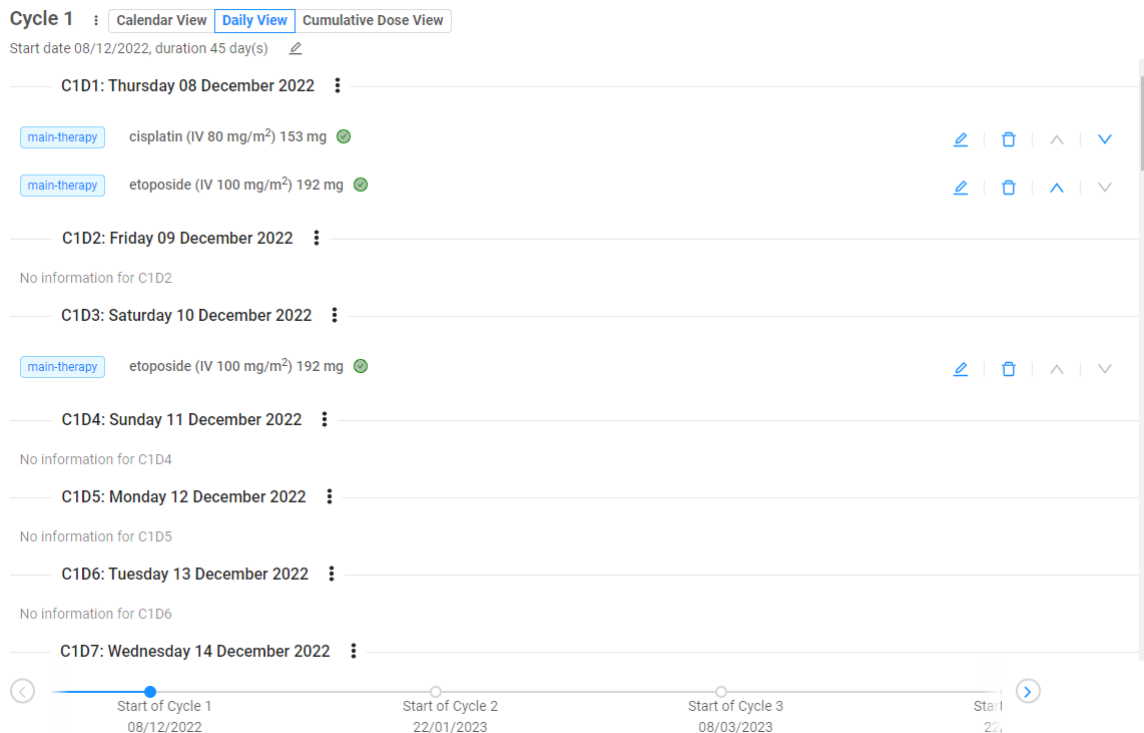 Cycle 1 Calendar View Daily View Cumulative Dose View
Start date 08/12/2022, duration 45 day(s)
C1D1: Thursday 08 December 2022
main-therapy cisplatin (IV 80 mg/m²) 153 mg
main-therapy etoposide (IV 100 mg/m²) 192 mg
C1D2: Friday 09 December 2022
No information for C1D2
C1D3: Saturday 10 December 2022
main-therapy etoposide (IV 100 mg/m²) 192 mg
C1D4: Sunday 11 December 2022
No information for C1D4
C1D5: Monday 12 December 2022
No information for C1D5
C1D6: Tuesday 13 December 2022
No information for C1D6
C1D7: Wednesday 14 December 2022
Start of Cycle 1 Start of Cycle 2 Start of Cycle 3
08/12/2022 22/01/2023 08/03/2023 22